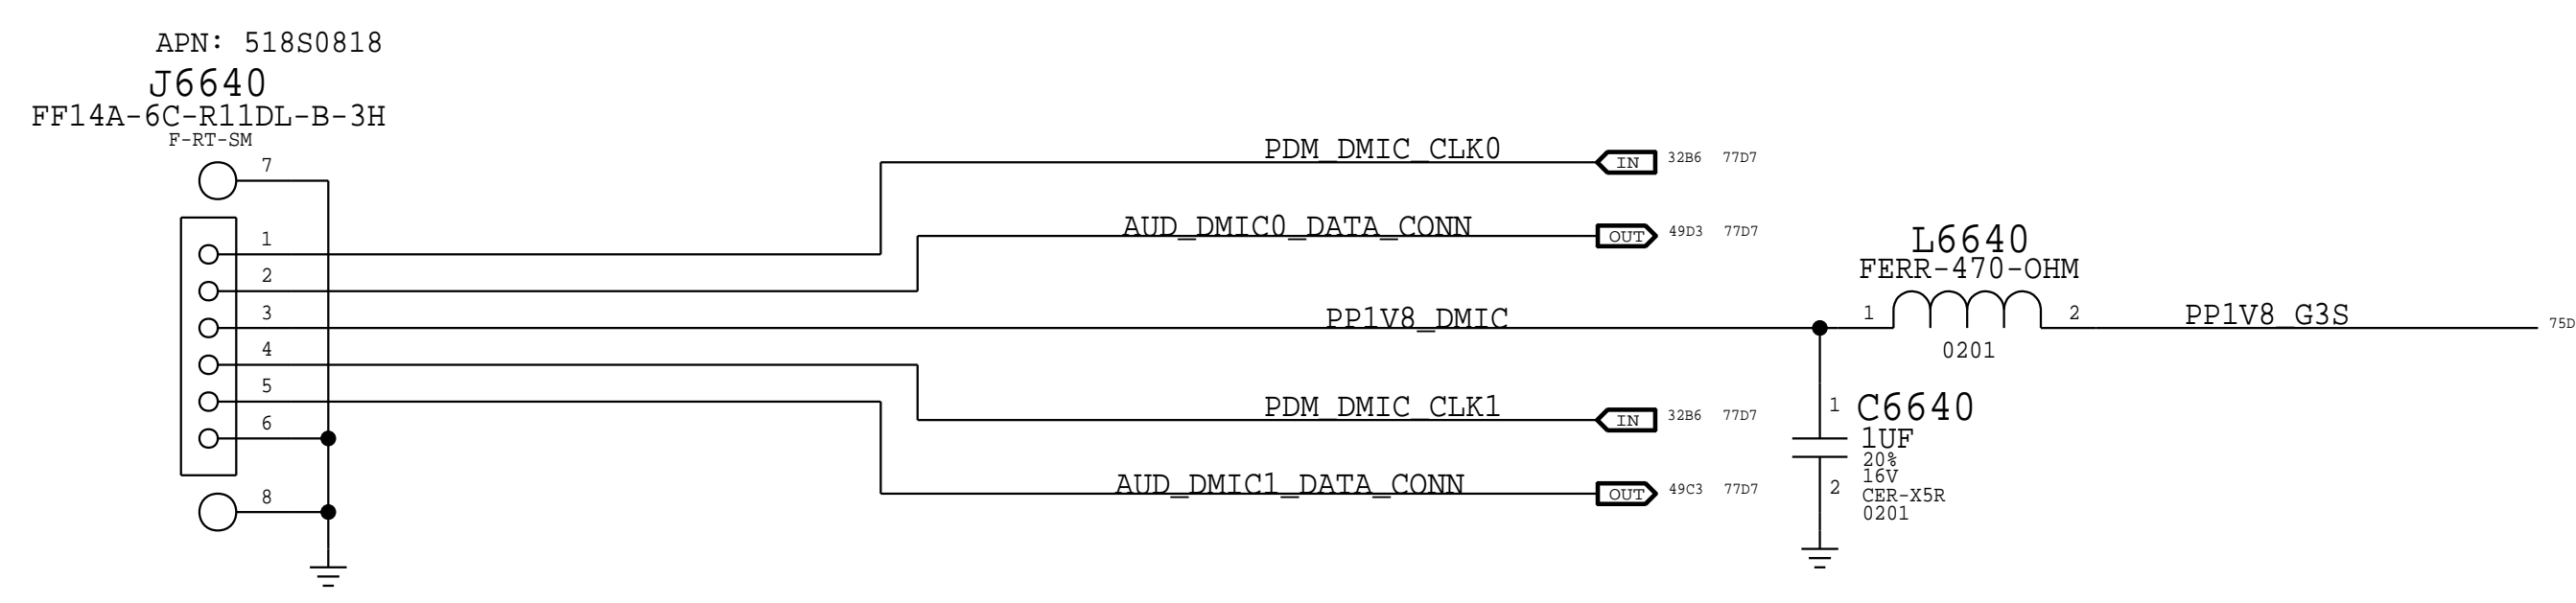 APN: 518S0818
J6640
FF14A-6C-R11DL-B-3H
F-RT-SM
7
1
2
3
4
5
6
8
PDM_DMIC_CLK0
IN
32B6 77D7
AUD_DMIC0_DATA_CONN
OUT
49D3 77D7
PP1V8_DMIC
PDM_DMIC_CLK1
IN
32B6 77D7
AUD_DMIC1_DATA_CONN
OUT
49C3 77D7
L6640
FERR-470-OHM
1
2
0201
PP1V8_G3S
75D
1
C6640
1UF
20%
16V
2
CER-X5R
0201